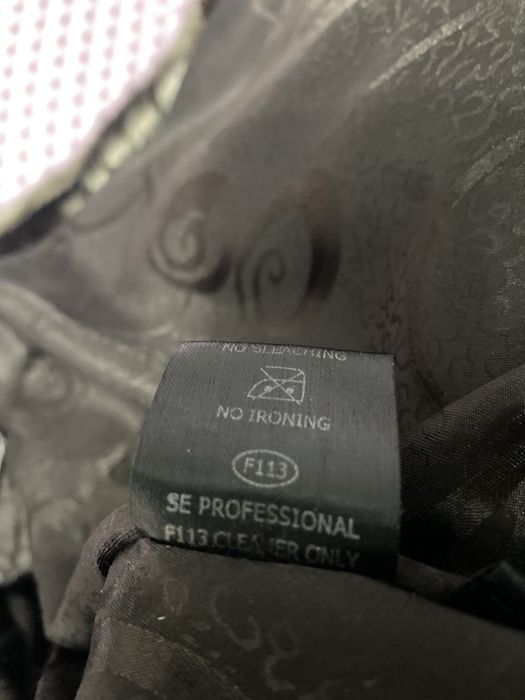 NO BLEACHING
NO IRONING
F113
SE PROFESSIONAL
F113 CLEANER ONLY